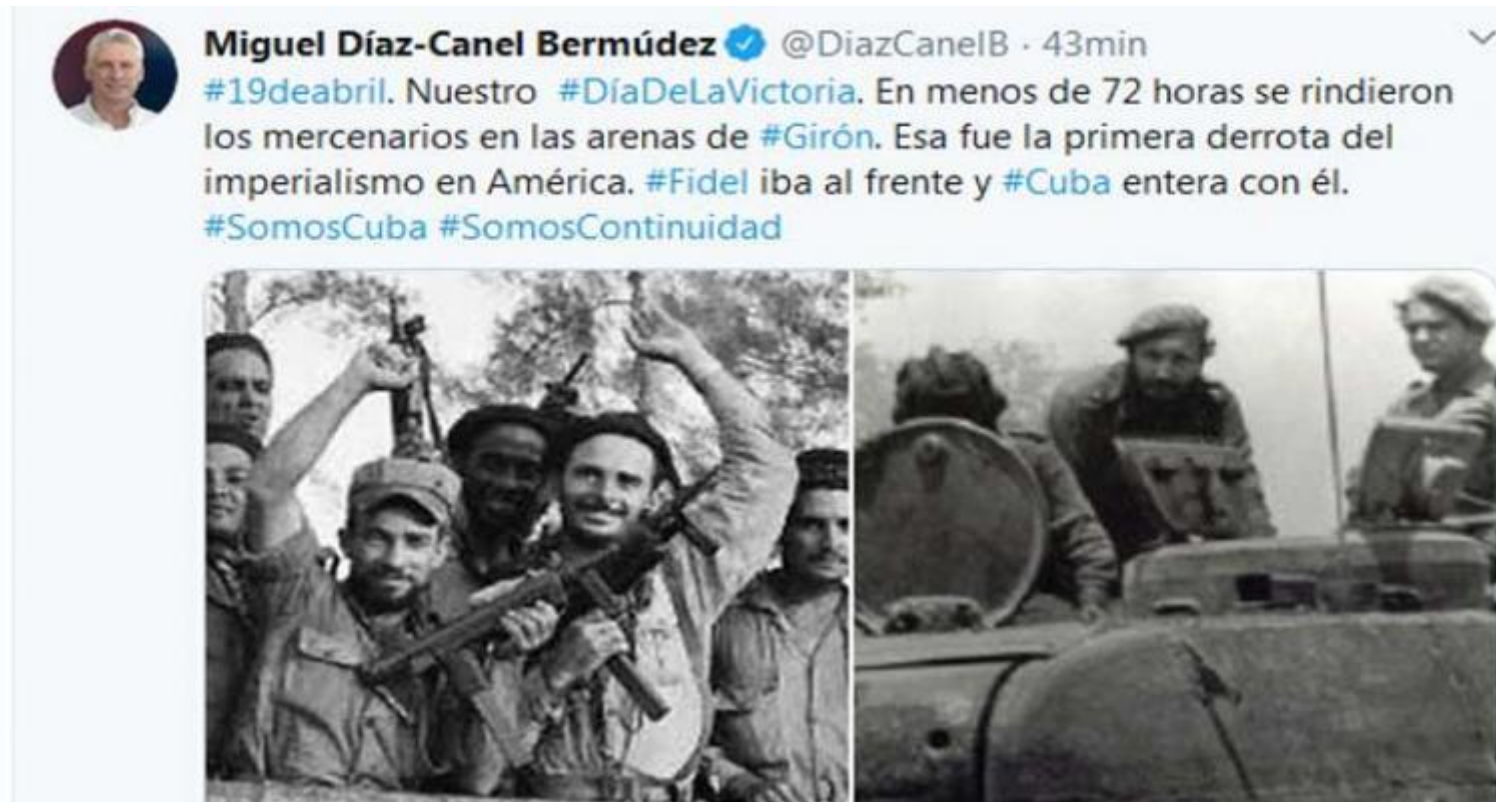 Miguel Díaz-Canel Bermúdez @DiazCanelB · 43min
#19deabril. Nuestro #DíaDeLaVictoria. En menos de 72 horas se rindieron
los mercenarios en las arenas de #Girón. Esa fue la primera derrota del
imperialismo en América. #Fidel iba al frente y #Cuba entera con él.
#SomosCuba #SomosContinuidad